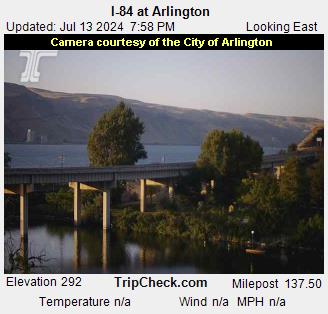 I-84 at Arlington
Updated: Jul 13 2024 7:58 PM Looking East
Camera courtesy of the City of Arlington
Elevation 292 TripCheck.com Milepost 137.50
Temperature n/a Wind n/a MPH n/a